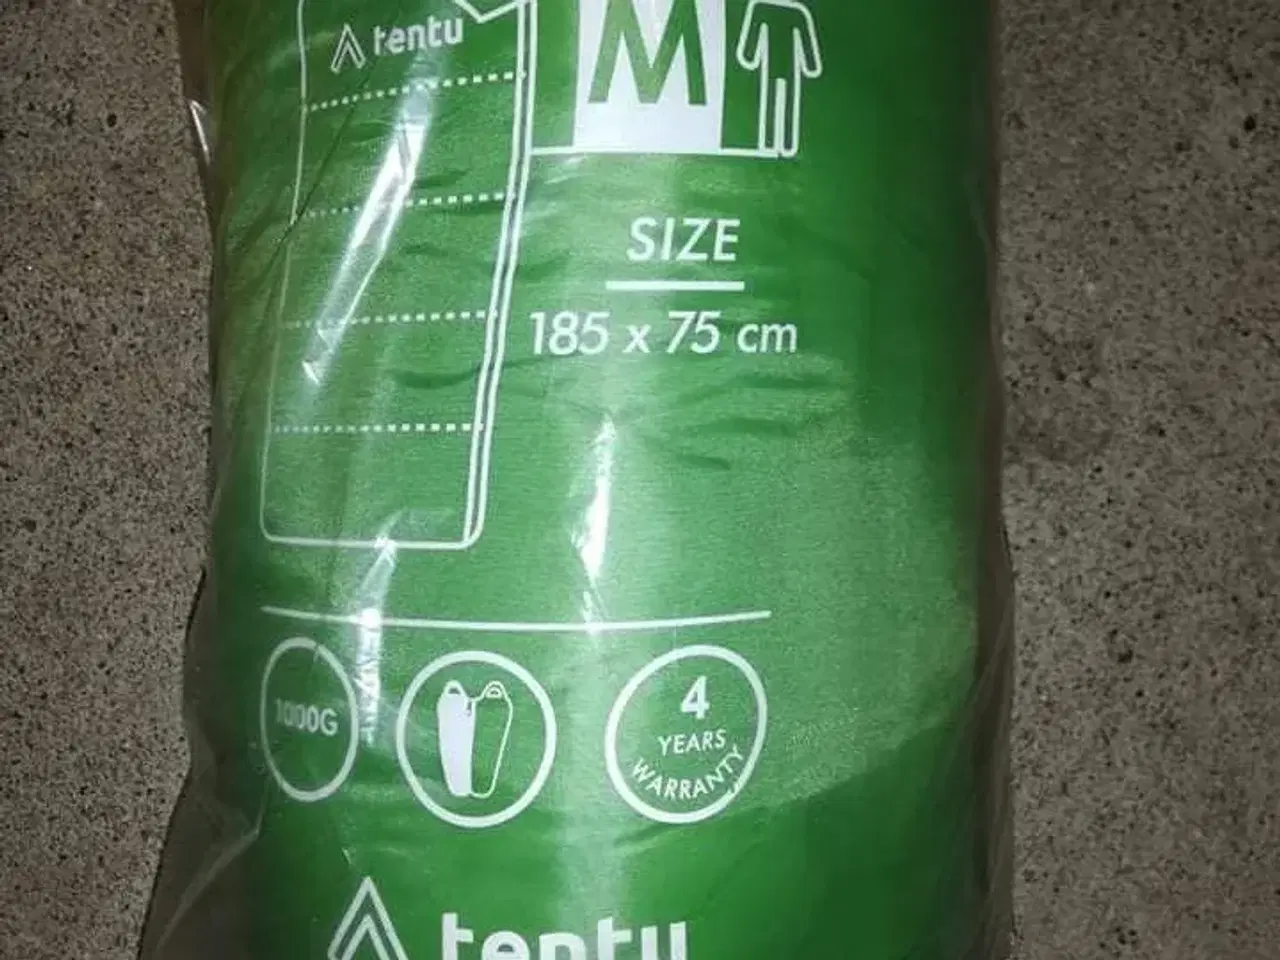 tentu
M
SIZE
185 x 75 cm
1000G
4
YEARS
WARRANTY
tentu